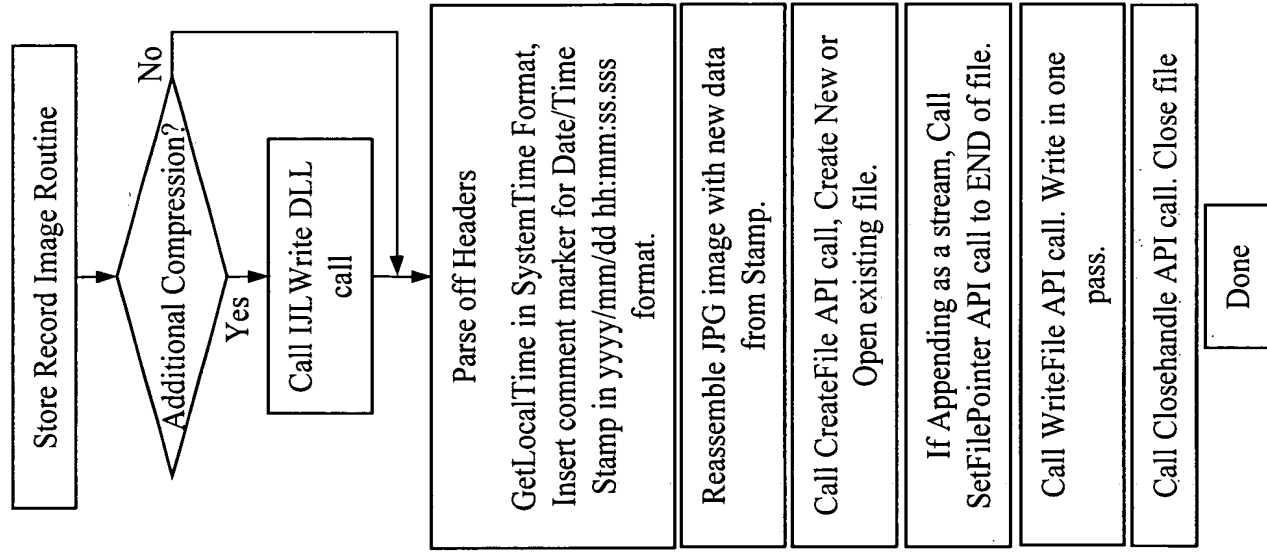 Store Record Image Routine
Additional Compression?
No
Yes
Call IJLWrite DLL
call
Parse off Headers
GetLocalTime in SystemTime Format,
Insert comment marker for Date/Time
Stamp in yyyy/mm/dd hh:mm:ss.sss
format.
Reassemble JPG image with new data
from Stamp.
Call CreateFile API call, Create New or
Open existing file.
If Appending as a stream, Call
SetFilePointer API call to END of file.
Call WriteFile API call. Write in one
pass.
Call Closehandle API call. Close file
Done